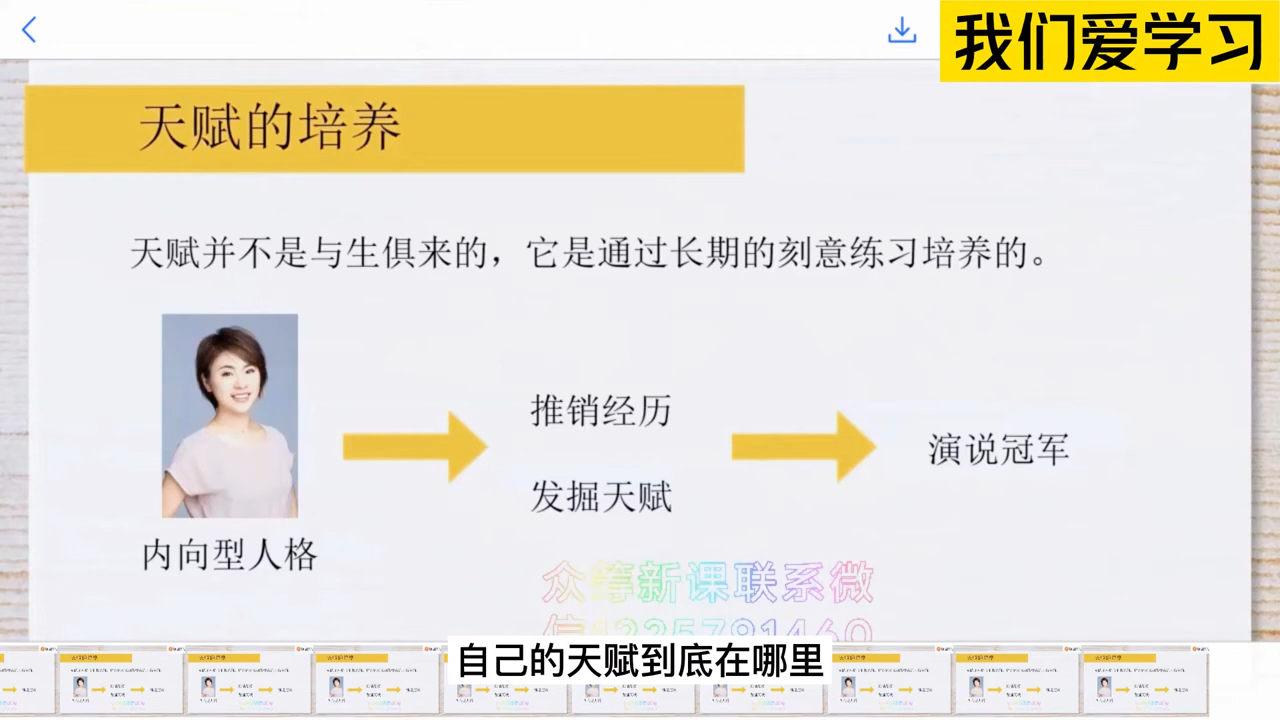 我们爱学习
天赋的培养
天赋并不是与生俱来的，它是通过长期的刻意练习培养的。
推销经历
发掘天赋
演说冠军
内向型人格
众筹新课联系微
自己的天赋到底在哪里